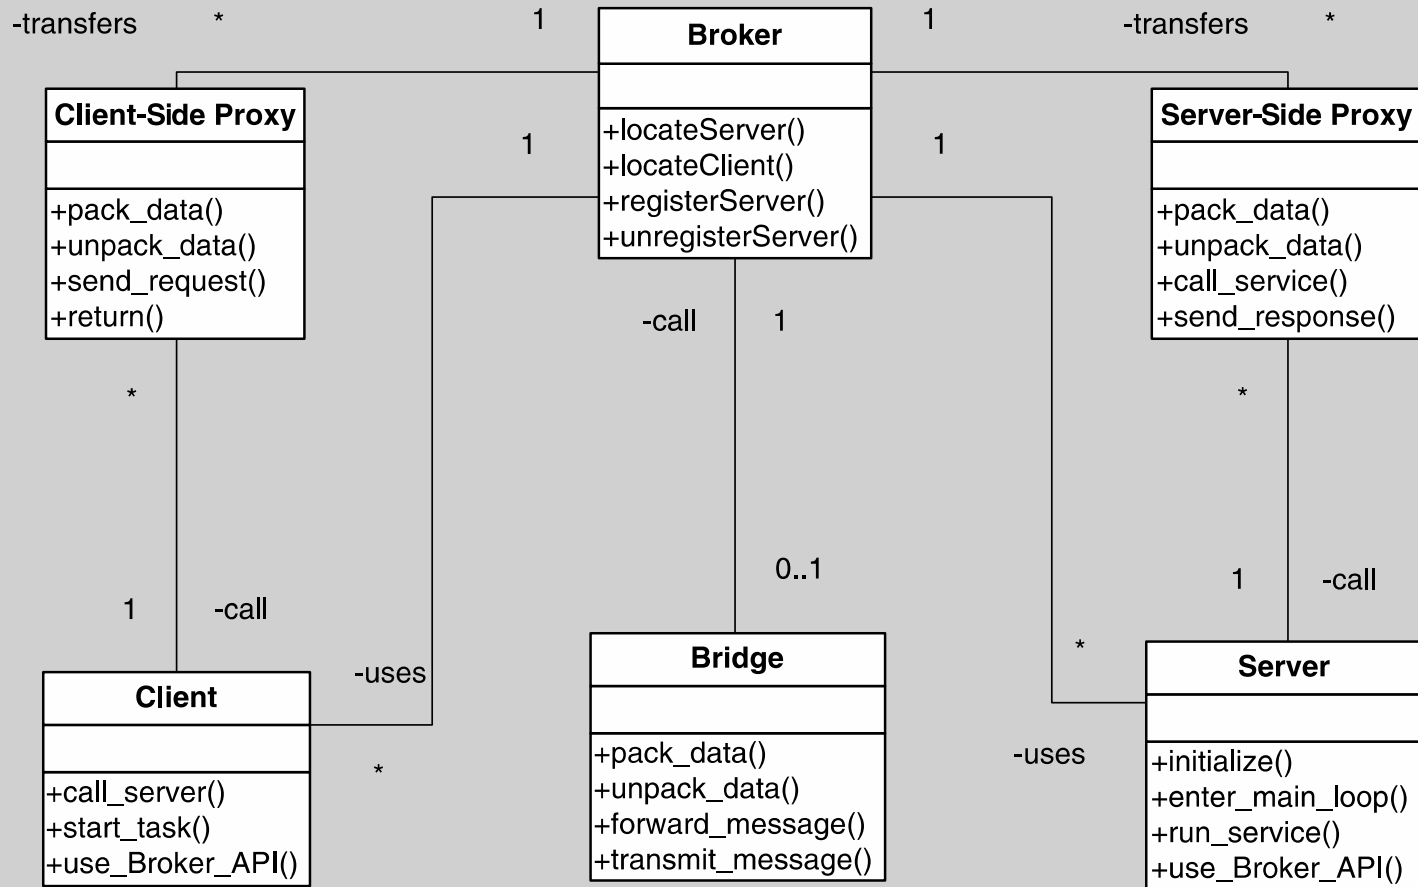 -transfers
*
1
Broker
1
-transfers
*
Client-Side Proxy
+pack_data()
+unpack_data()
+send_request()
+return()
1
+locateServer()
+locateClient()
+registerServer()
+unregisterServer()
1
Server-Side Proxy
+pack_data()
+unpack_data()
+call_service()
+send_response()
-call
1
*
*
0..1
1
-call
1
-call
-uses
*
*
-uses
Client
+call_server()
+start_task()
+use_Broker_API()
Bridge
+pack_data()
+unpack_data()
+forward_message()
+transmit_message()
Server
+initialize()
+enter_main_loop()
+run_service()
+use_Broker_API()